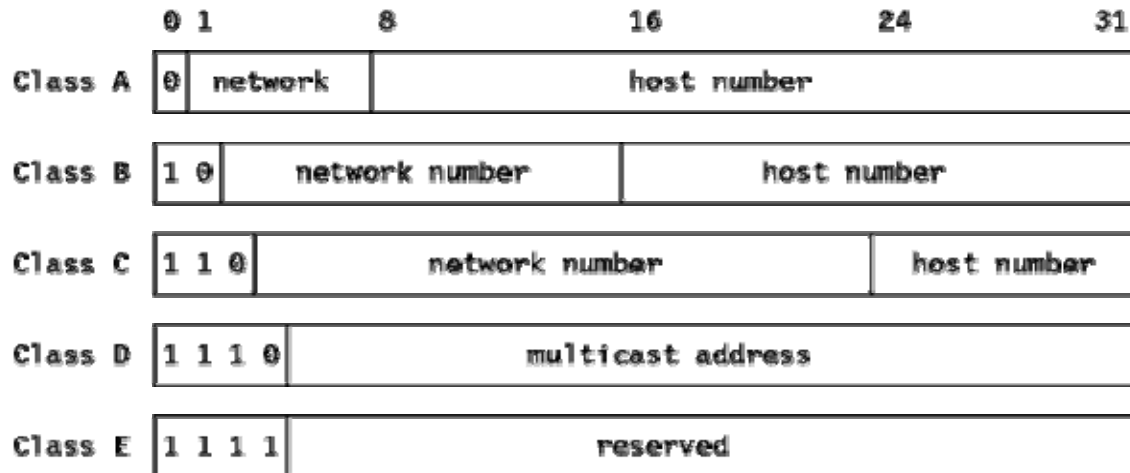 0 1 8 16 24 31
Class A 0 network host number
Class B 1 0 network number host number
Class C 1 1 0 network number host number
Class D 1 1 1 0 multicast address
Class E 1 1 1 1 reserved